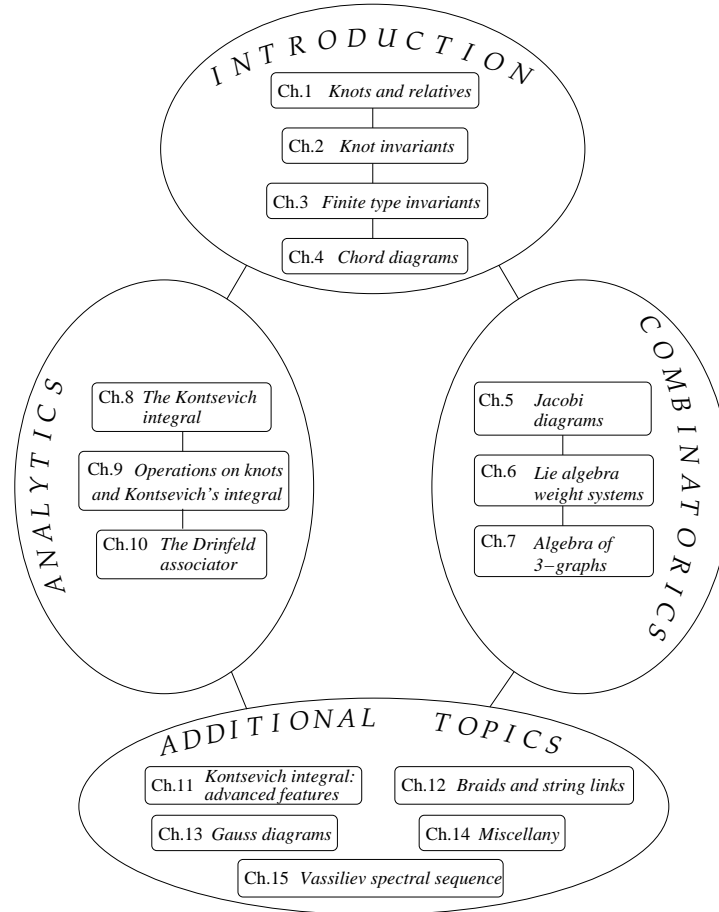 INTRODUCTION
Ch.1 Knots and relatives
Ch.2 Knot invariants
Ch.3 Finite type invariants
Ch.4 Chord diagrams
ANALYTICS
Ch.8 The Kontsevich
integral
Ch.9 Operations on knots
and Kontsevich's integral
Ch.10 The Drinfeld
associator
COMBINATORICS
Ch.5 Jacobi
diagrams
Ch.6 Lie algebra
weight systems
Ch.7 Algebra of
3−graphs
ADDITIONAL TOPICS
Ch.11 Kontsevich integral:
advanced features
Ch.12 Braids and string links
Ch.13 Gauss diagrams
Ch.14 Miscellany
Ch.15 Vassiliev spectral sequence